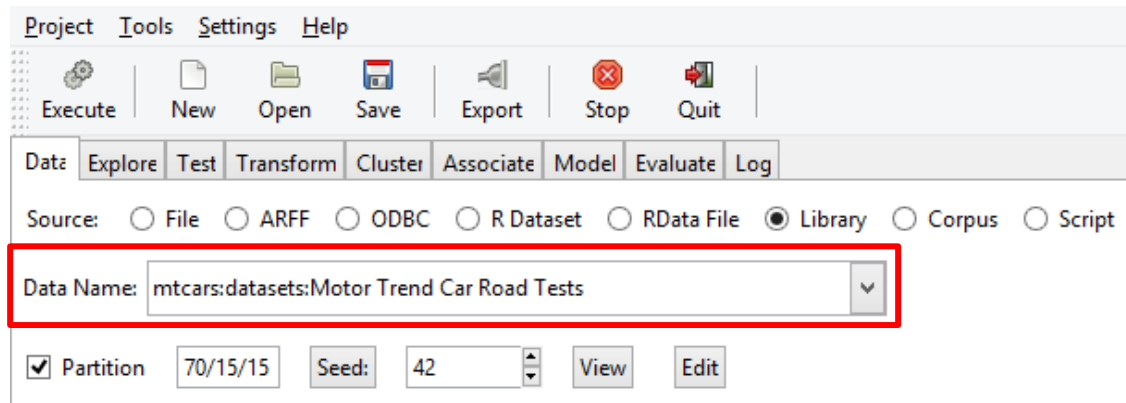 Project Tools Settings Help
Execute New Open Save Export Stop Quit
Data Explore Test Transform Cluster Associate Model Evaluate Log
Source: File ARFF ODBC R Dataset RData File Library Corpus Script
Data Name: mtcars:datasets:Motor Trend Car Road Tests
Partition 70/15/15 Seed: 42 View Edit